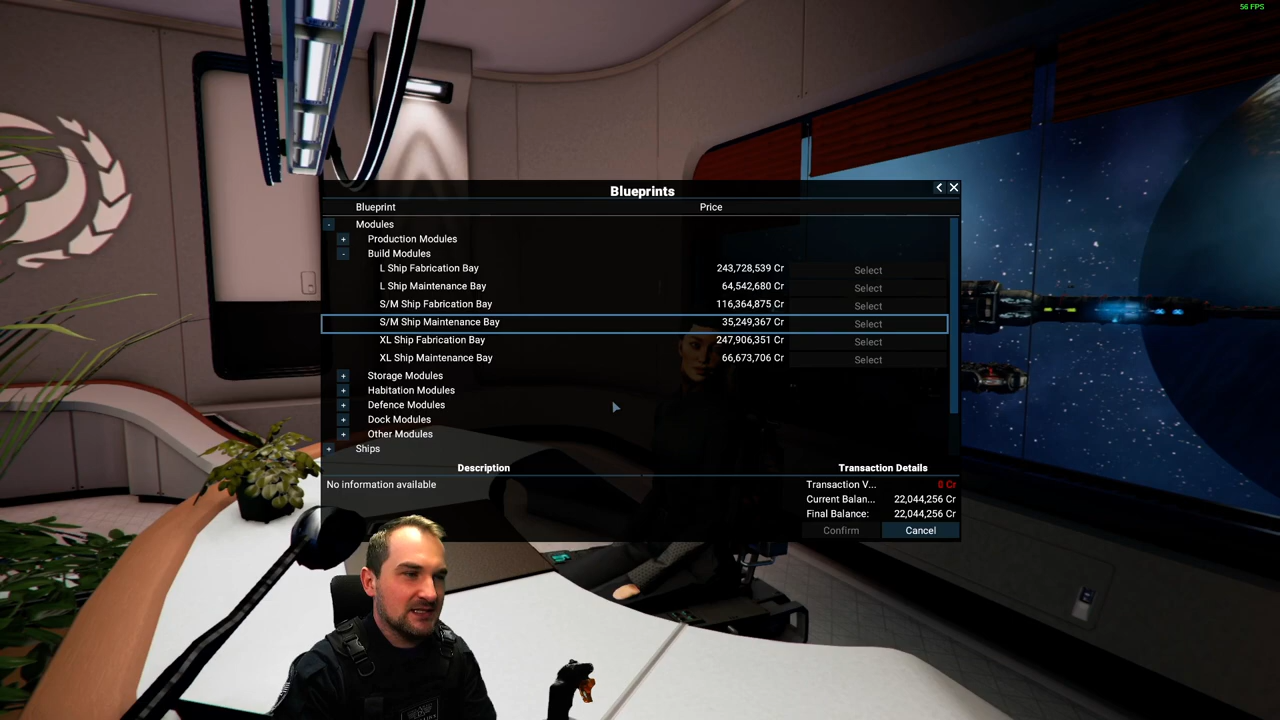 56 FPS
Blueprints
Blueprint Price
- Modules
+ Production Modules
- Build Modules
L Ship Fabrication Bay 243,728,539 Cr Select
L Ship Maintenance Bay 64,542,680 Cr Select
S/M Ship Fabrication Bay 116,364,875 Cr Select
S/M Ship Maintenance Bay 35,249,367 Cr Select
XL Ship Fabrication Bay 247,906,351 Cr Select
XL Ship Maintenance Bay 66,673,706 Cr Select
+ Storage Modules
+ Habitation Modules
+ Defence Modules
+ Dock Modules
+ Other Modules
+ Ships
Description Transaction Details
No information available Transaction V... 0 Cr
Current Balan... 22,044,256 Cr
Final Balance: 22,044,256 Cr
Confirm Cancel